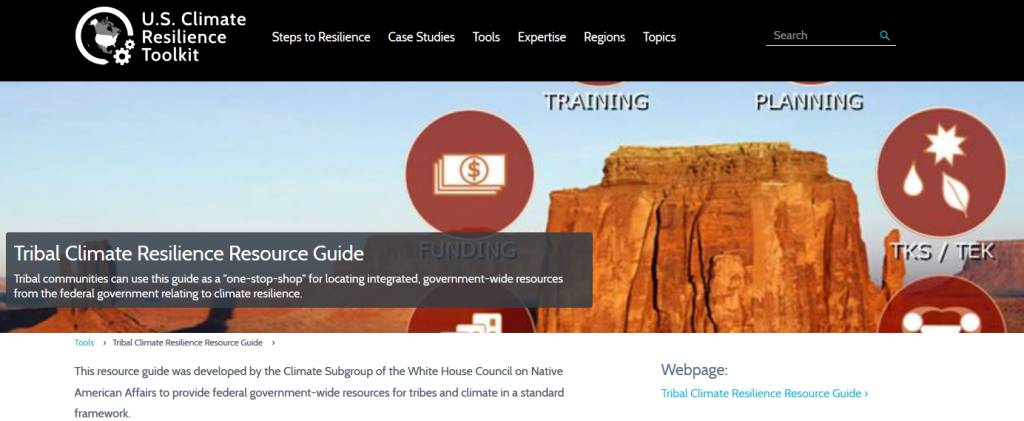 U.S. Climate
Resilience
Toolkit
Steps to Resilience Case Studies Tools Expertise Regions Topics
Search
TRAINING PLANNING
$
FUNDING
TKS / TEK
Tribal Climate Resilience Resource Guide
Tribal communities can use this guide as a "one-stop-shop" for locating integrated, government-wide resources
from the federal government relating to climate resilience.
Tools › Tribal Climate Resilience Resource Guide ›
This resource guide was developed by the Climate Subgroup of the White House Council on Native
American Affairs to provide federal government-wide resources for tribes and climate in a standard
framework.
Webpage:
Tribal Climate Resilience Resource Guide ›